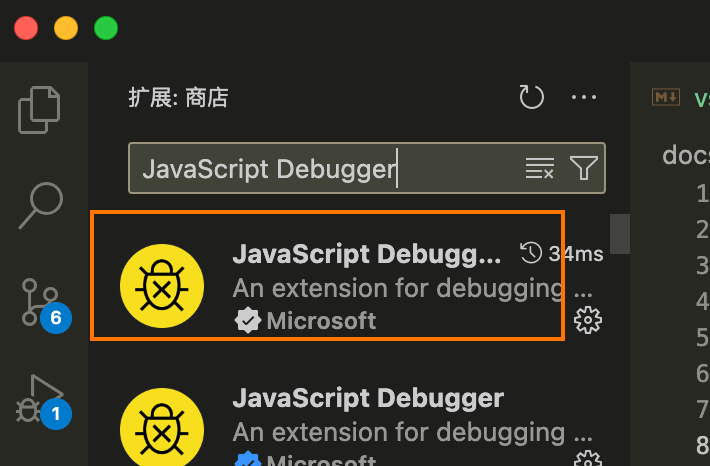 扩展: 商店
JavaScript Debugger
JavaScript Debugg... 34ms
An extension for debugging ...
Microsoft
JavaScript Debugger
An extension for debugging ...
Microsoft
6
1
vs
docs
1
2
3
4
5
6
7
8